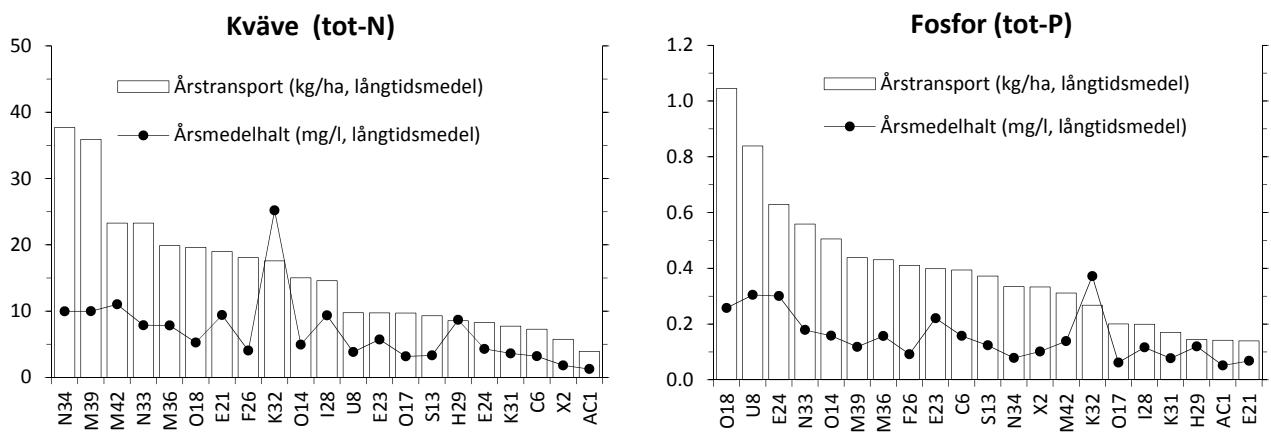 Kväve (tot-N)
50
40
30
20
10
0
Årstransport (kg/ha, långtidsmedel)
Årsmedelhalt (mg/l, långtidsmedel)
N34
M39
M42
N33
M36
O18
E21
F26
K32
O14
I28
U8
E23
O17
S13
H29
E24
K31
C6
X2
AC1
Fosfor (tot-P)
1.2
1.0
0.8
0.6
0.4
0.2
0.0
Årstransport (kg/ha, långtidsmedel)
Årsmedelhalt (mg/l, långtidsmedel)
O18
U8
E24
N33
O14
M39
M36
F26
E23
C6
S13
N34
X2
M42
K32
O17
I28
K31
H29
AC1
E21